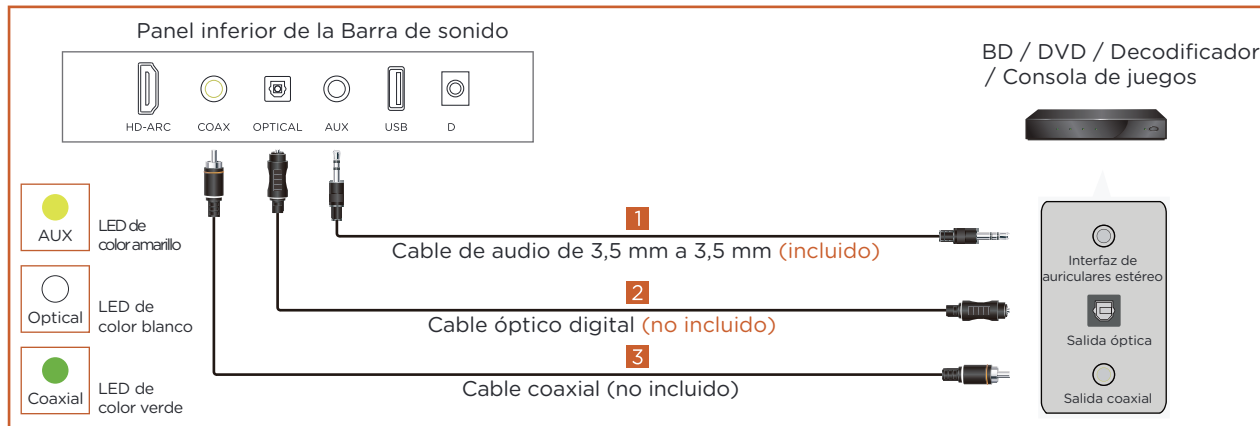 Panel inferior de la Barra de sonido
HD-ARC COAX OPTICAL AUX USB D
BD / DVD / Decodificador
/ Consola de juegos
AUX
LED de
color amarillo
Optical
LED de
color blanco
Coaxial
LED de
color verde
1
Cable de audio de 3,5 mm a 3,5 mm (incluido)
2
Cable óptico digital (no incluido)
3
Cable coaxial (no incluido)
Interfaz de
auriculares estéreo
Salida óptica
Salida coaxial